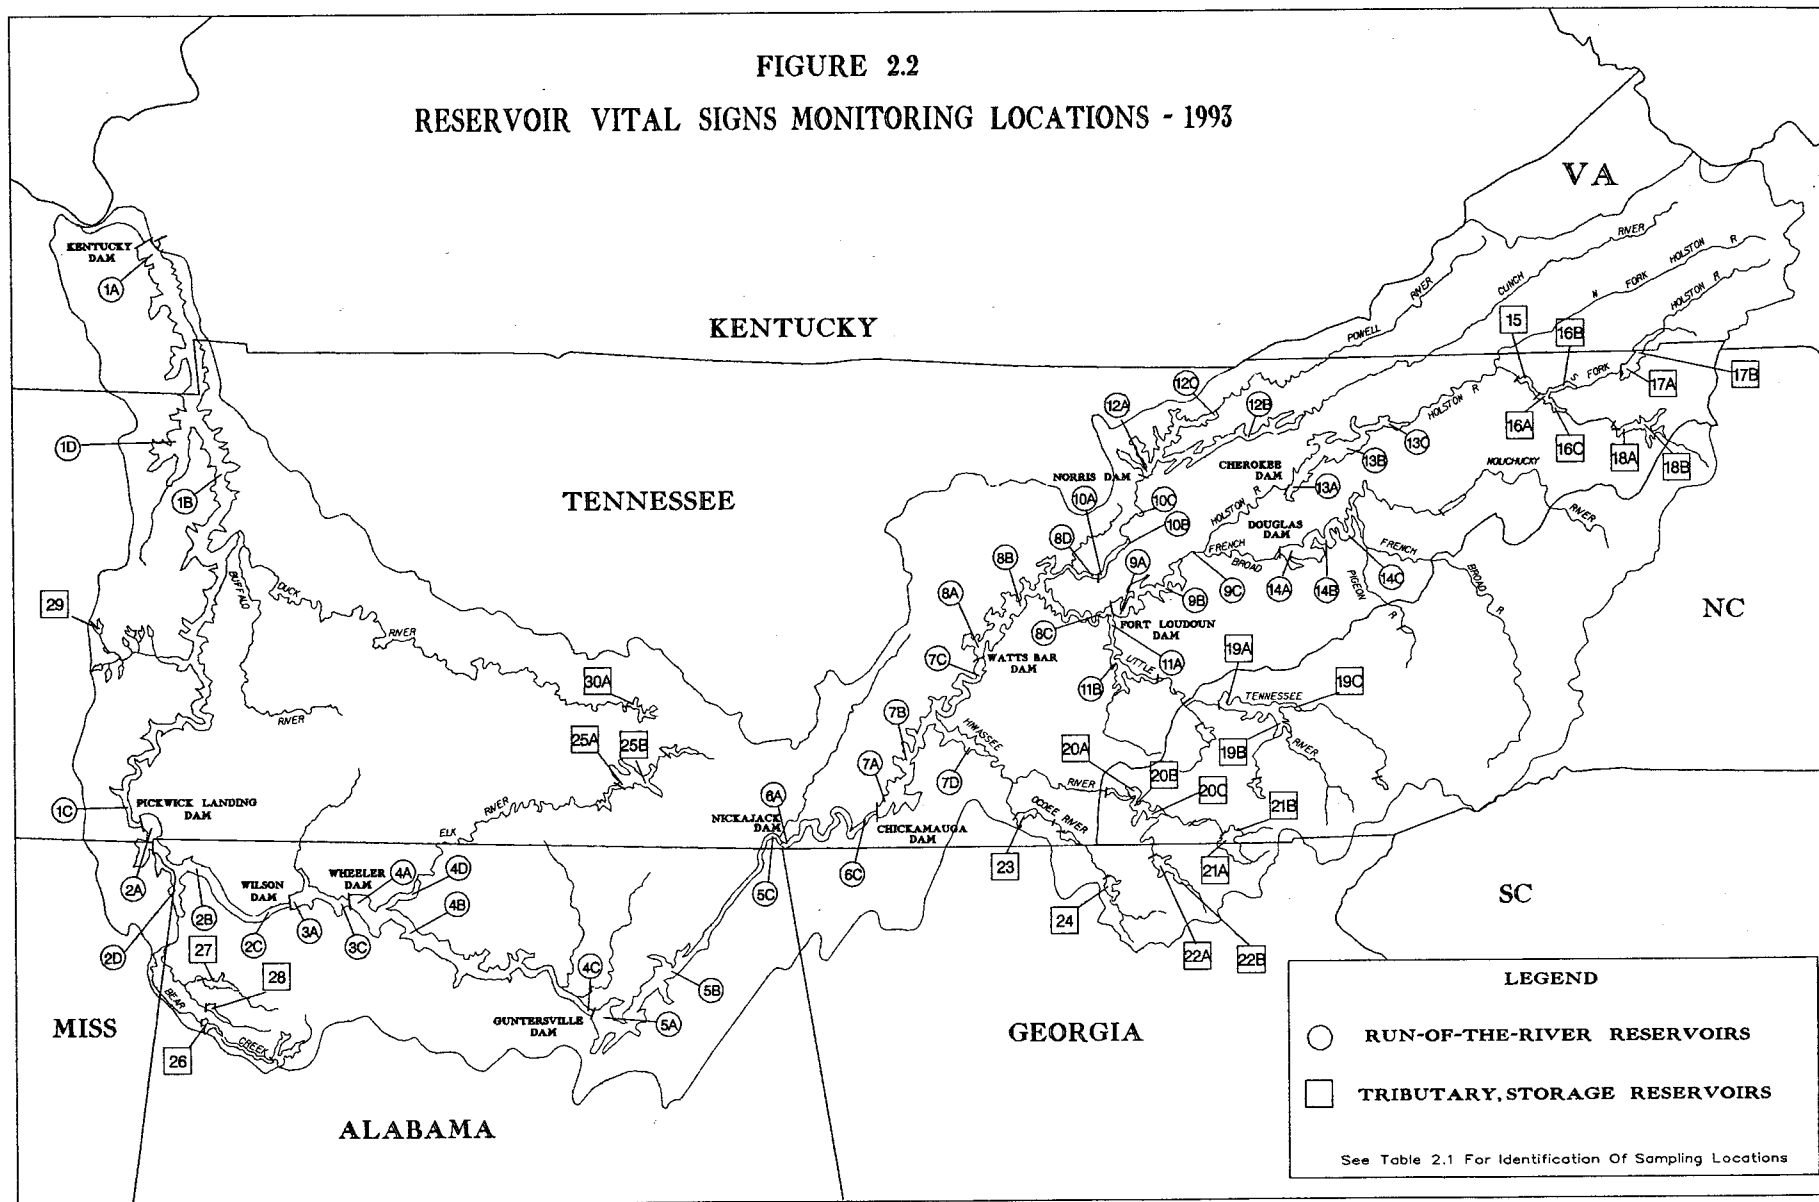 FIGURE 2.2
RESERVOIR VITAL SIGNS MONITORING LOCATIONS - 1993
VA
KENTUCKY
DAM
1A
RIVER
HOLSTON R
CLINCH
N FORK
HOLSTON R
RIVER
POWELL
KENTUCKY
15
16B
S FORK
17A
17B
12C
12A
12B
HOLSTON R
16A
16C
18A
18B
13C
13B
1D
1B
TENNESSEE
NORRIS DAM
CHEROKEE
DAM
13A
NOLICHUCKY
RIVER
10A
10C
10B
HOLSTON R
DOUGLAS
DAM
8D
FRENCH
BROAD
FRENCH
BROAD R
8B
9A
9B
9C
14A
14B
14C
PIGEON R
BUFFALO
DUCK
RIVER
29
8A
8C
FORT LOUDOUN
DAM
NC
7C
WATTS BAR
DAM
11A
11B
LITTLE
19A
TENNESSEE
19C
30A
RIVER
7B
HIWASSEE
19B
RIVER
25A
25B
7A
7D
20A
20B
20C
RIVER
21B
1C
PICKWICK LANDING
DAM
RIVER
ELK
6A
NICKAJACK
DAM
CHICKAMAUGA
DAM
OCOEE RIVER
2A
WILSON
DAM
WHEELER
DAM
4A
4D
5C
6C
23
21A
SC
2B
2C
3A
3C
4B
24
2D
27
28
22A
22B
4C
5B
BEAR
CREEK
GUNTERSVILLE
DAM
5A
MISS
26
GEORGIA
ALABAMA
LEGEND
RUN-OF-THE-RIVER RESERVOIRS
TRIBUTARY, STORAGE RESERVOIRS
See Table 2.1 For Identification Of Sampling Locations